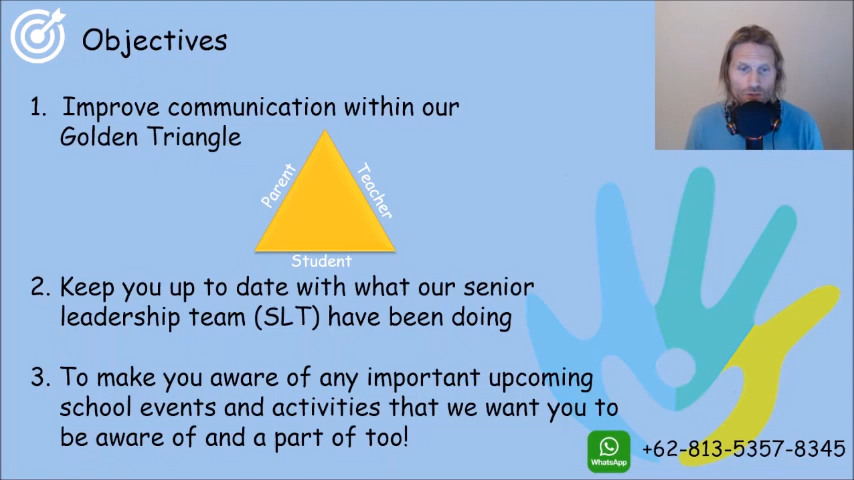 Objectives
1. Improve communication within our
Golden Triangle
Parent
Teacher
Student
2. Keep you up to date with what our senior
leadership team (SLT) have been doing
3. To make you aware of any important upcoming
school events and activities that we want you to
be aware of and a part of too!
WhatsApp
+62-813-5357-8345